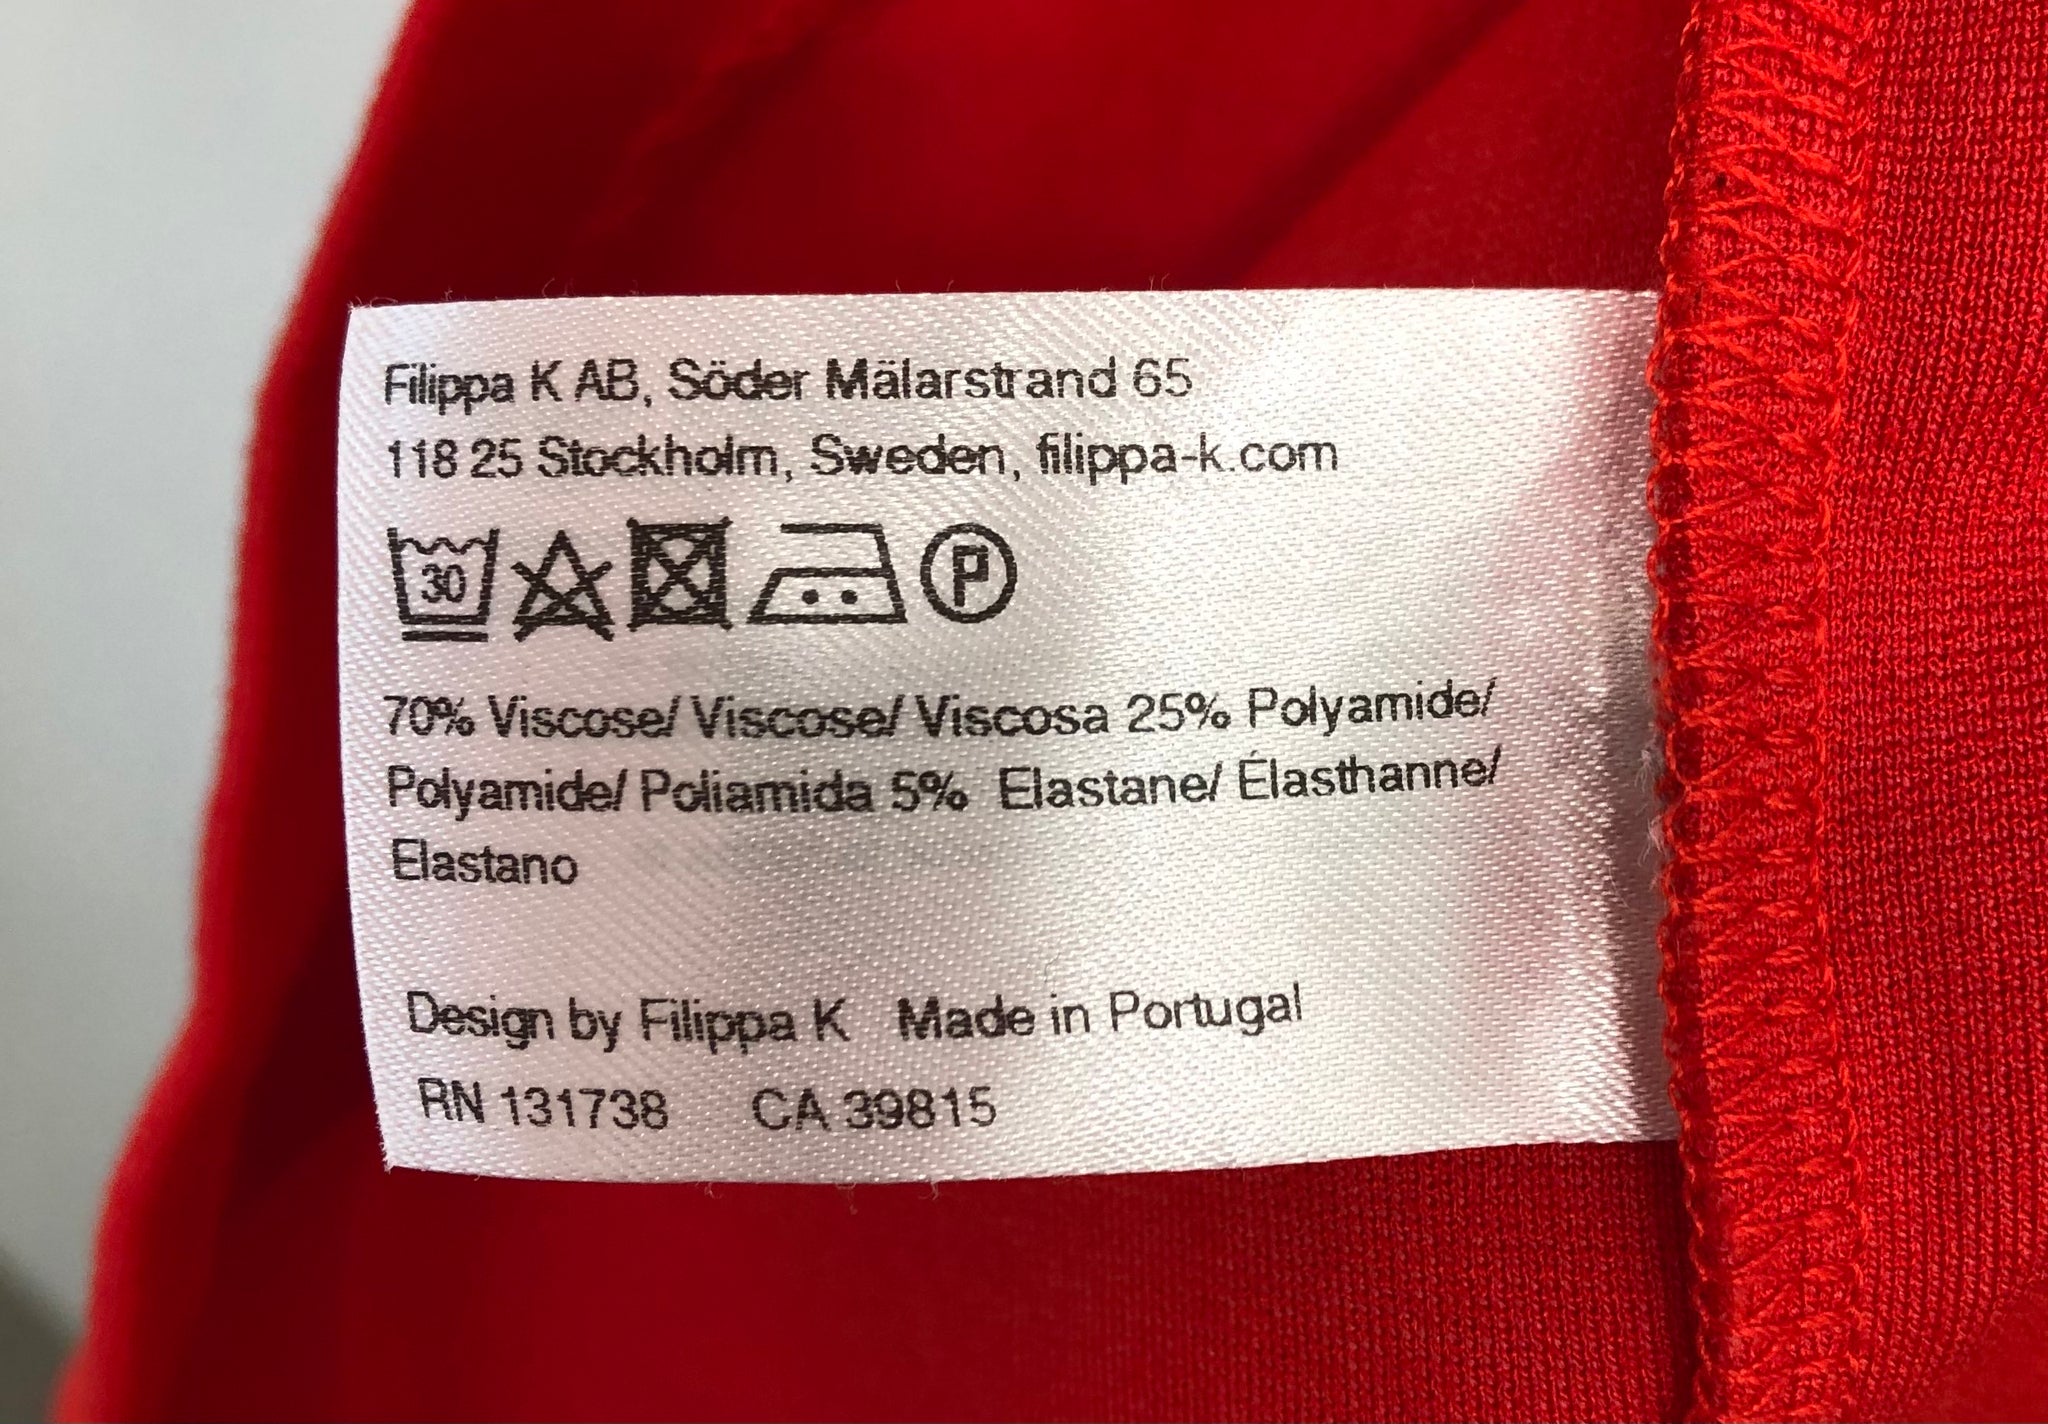 Filippa K AB, Söder Mälarstrand 65
118 25 Stockholm, Sweden, filippa-k.com
30 P
70% Viscose/ Viscose/ Viscosa 25% Polyamide/
Polyamide/ Poliamida 5% Elastane/ Élasthanne/
Elastano
Design by Filippa K Made in Portugal
RN 131738 CA 39815